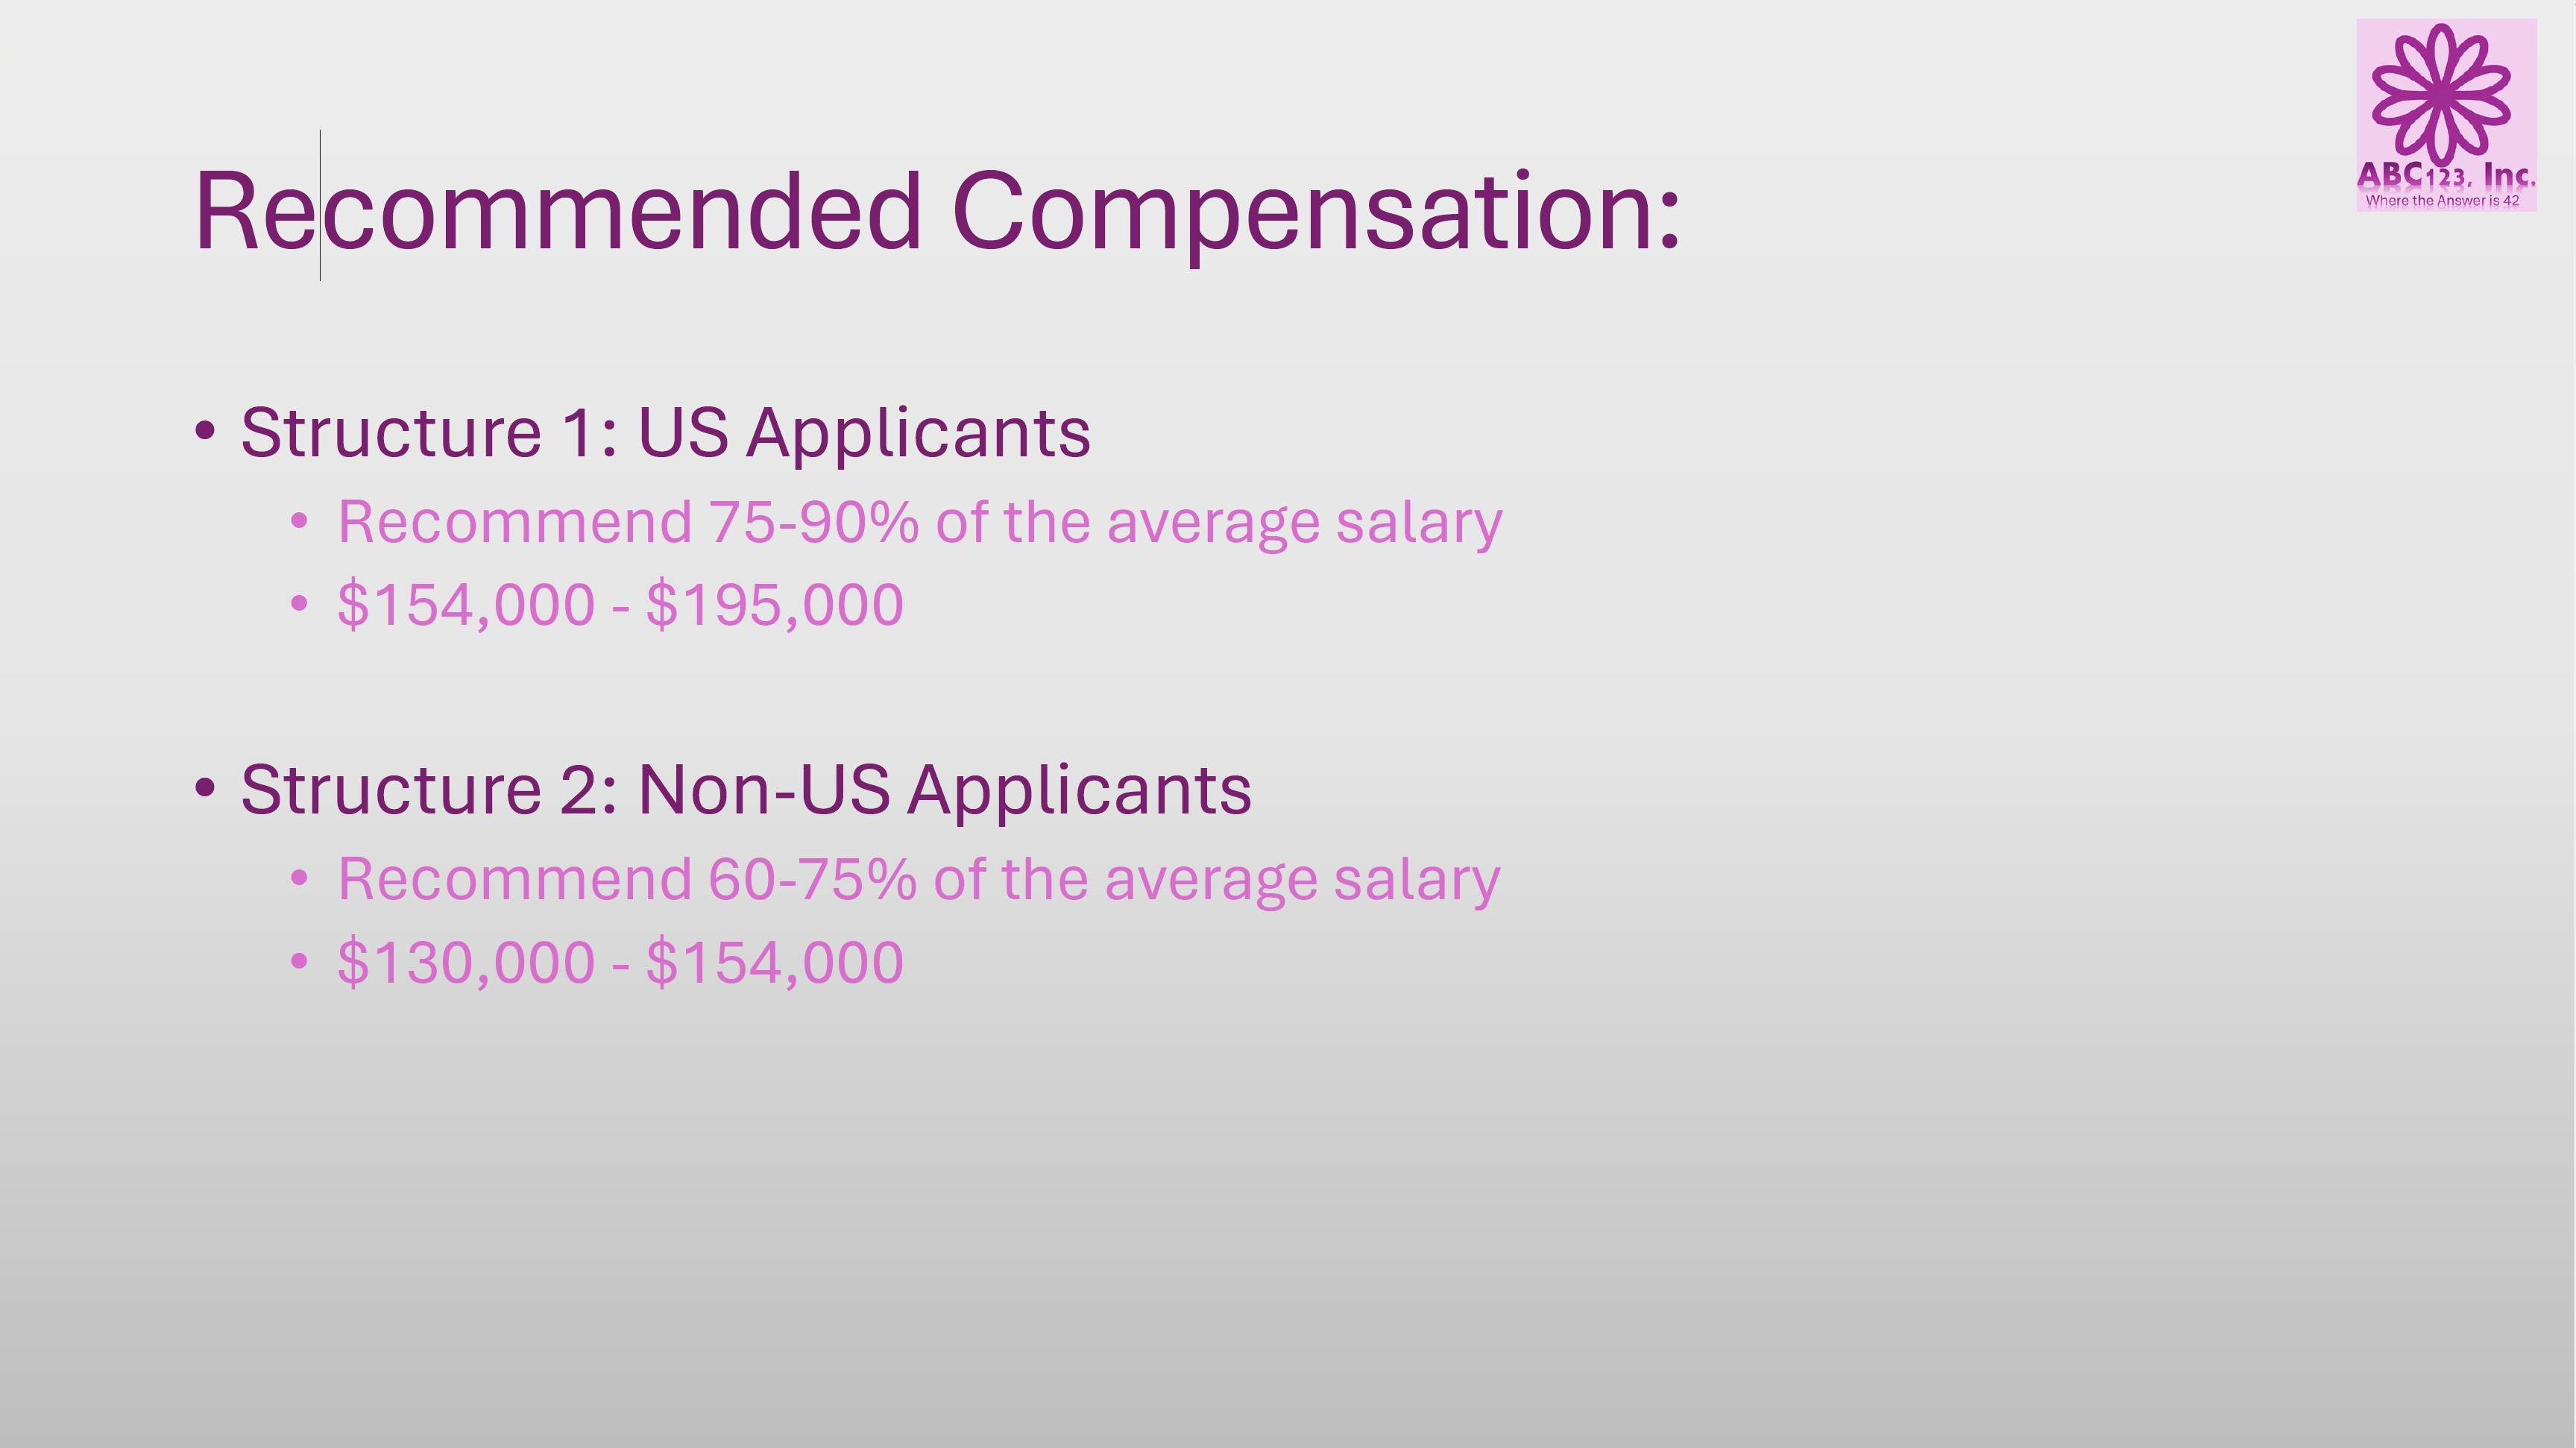 ABC123, Inc.
Where the Answer is 42
Recommended Compensation:
• Structure 1: US Applicants
• Recommend 75-90% of the average salary
• $154,000 - $195,000
• Structure 2: Non-US Applicants
• Recommend 60-75% of the average salary
• $130,000 - $154,000